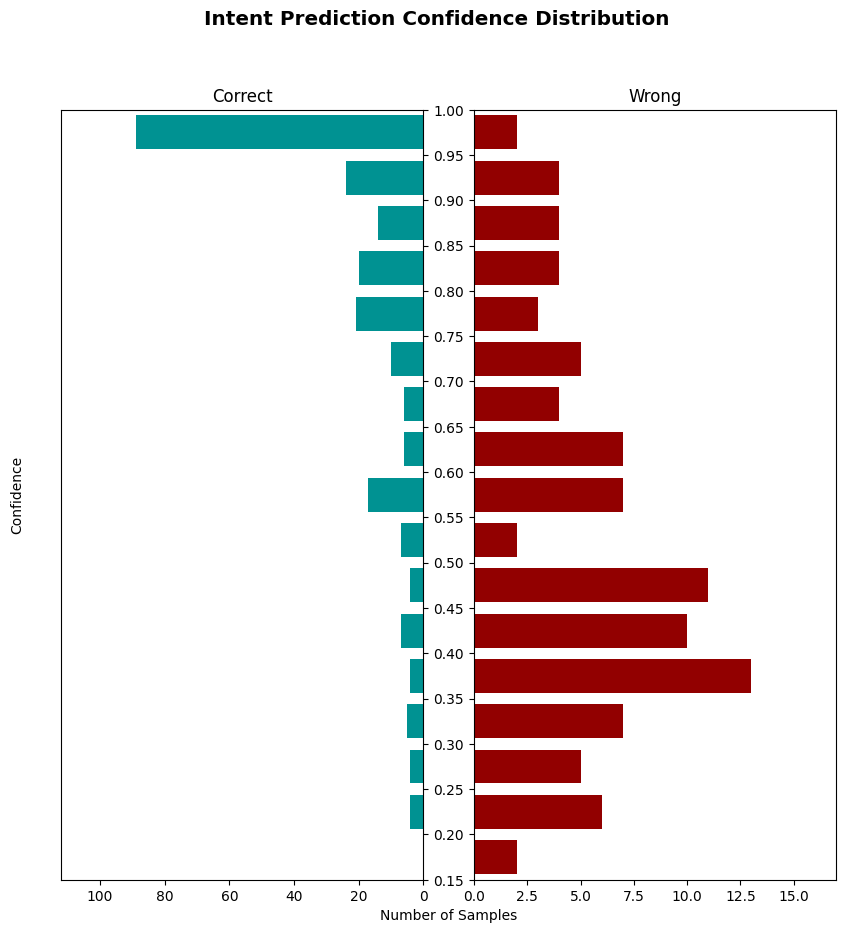 Intent Prediction Confidence Distribution
Correct
Wrong
1.00
0.95
0.90
0.85
0.80
0.75
0.70
0.65
0.60
0.55
0.50
0.45
0.40
0.35
0.30
0.25
0.20
0.15
Confidence
100 80 60 40 20 0
0.0 2.5 5.0 7.5 10.0 12.5 15.0
Number of Samples